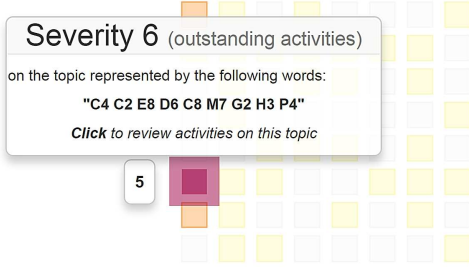 Severity 6 (outstanding activities)
on the topic represented by the following words:
"C4 C2 E8 D6 C8 M7 G2 H3 P4"
Click to review activities on this topic
5